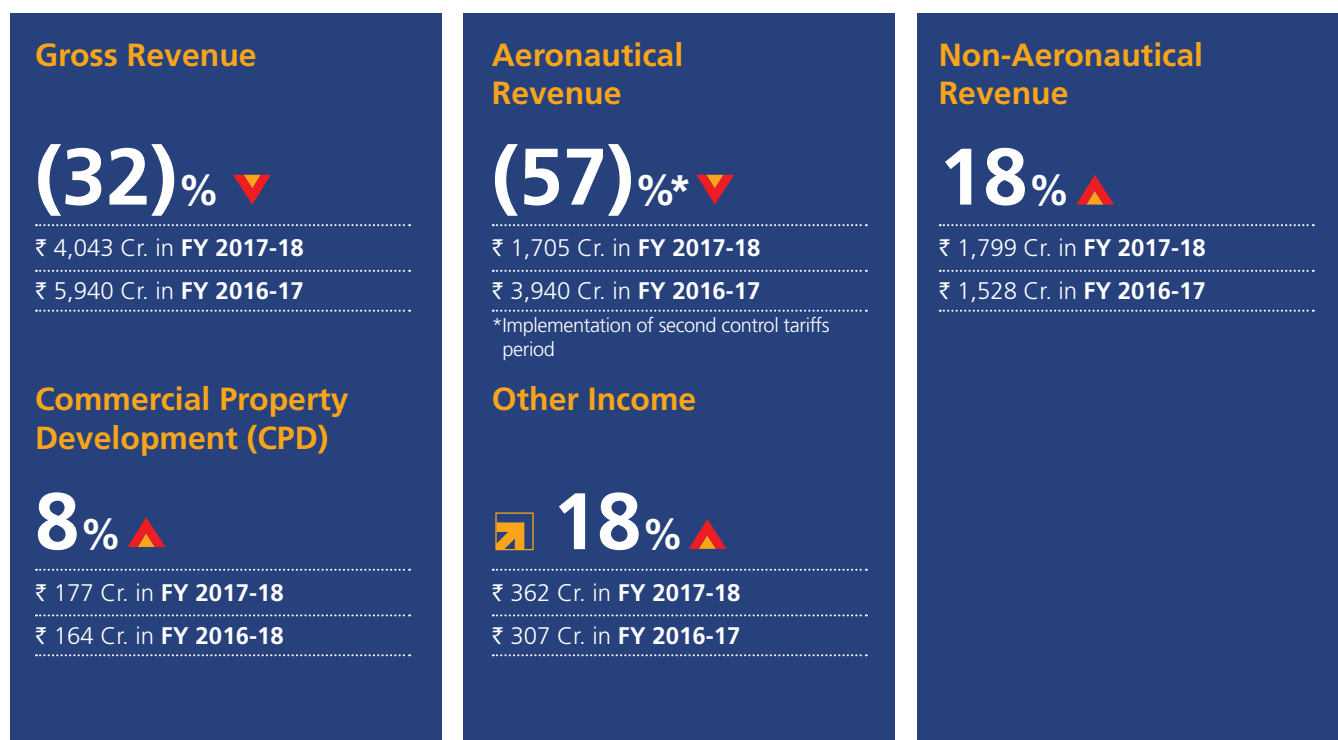 Gross Revenue
(32)%
₹ 4,043 Cr. in FY 2017-18
₹ 5,940 Cr. in FY 2016-17
Aeronautical
Revenue
(57)%*
₹ 1,705 Cr. in FY 2017-18
₹ 3,940 Cr. in FY 2016-17
*Implementation of second control tariffs
period
Non-Aeronautical
Revenue
18%
₹ 1,799 Cr. in FY 2017-18
₹ 1,528 Cr. in FY 2016-17
Commercial Property
Development (CPD)
8%
₹ 177 Cr. in FY 2017-18
₹ 164 Cr. in FY 2016-18
Other Income
18%
₹ 362 Cr. in FY 2017-18
₹ 307 Cr. in FY 2016-17